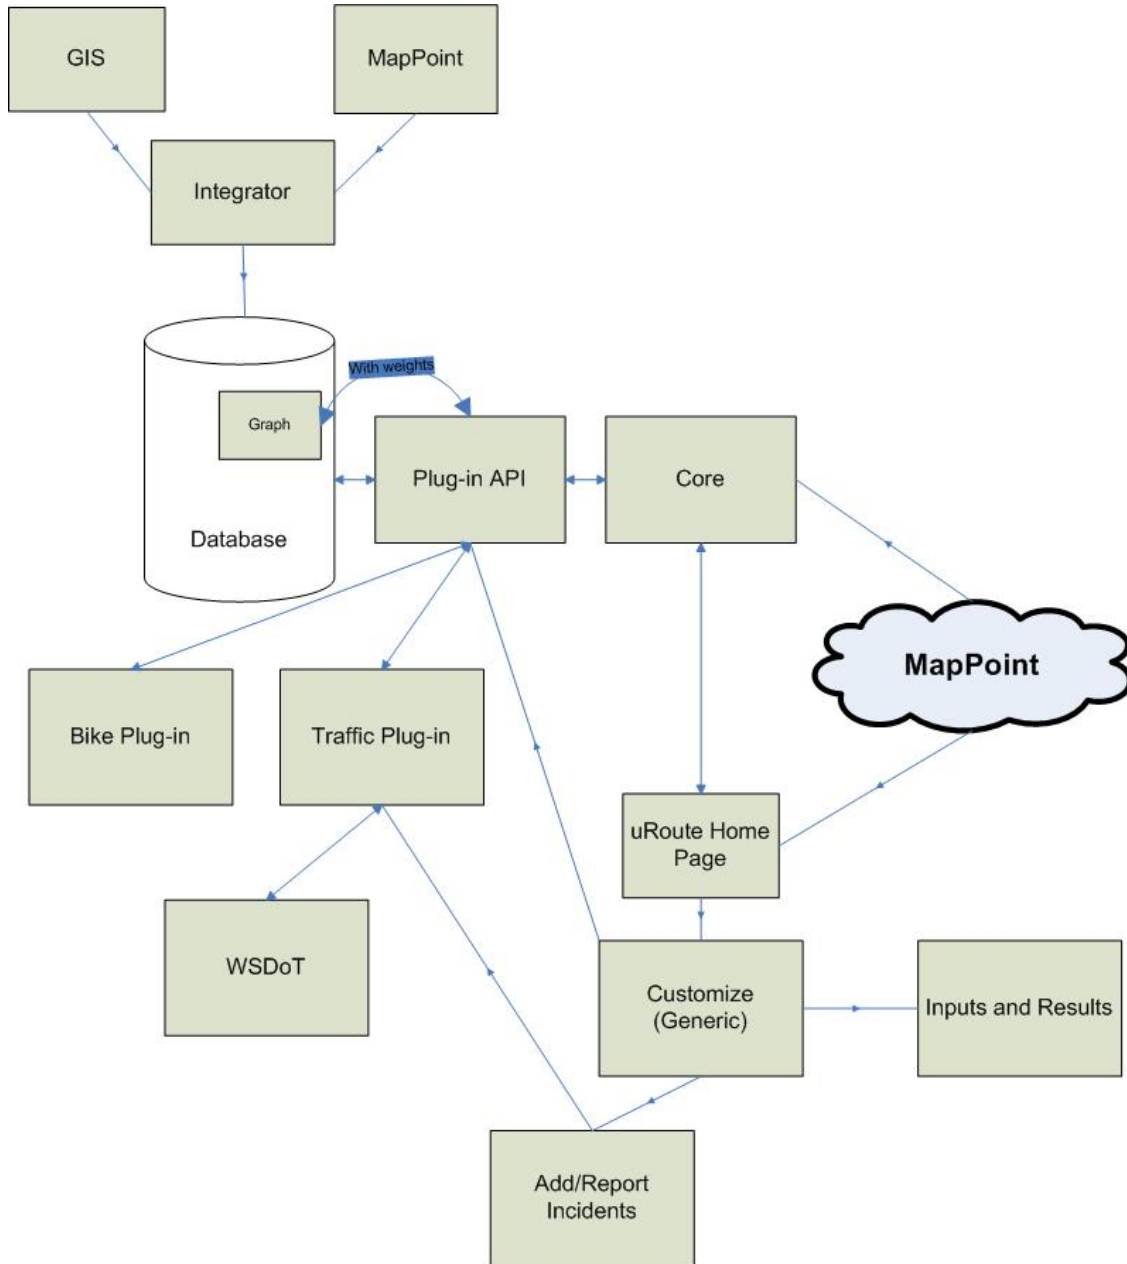 GIS
MapPoint
Integrator
With weights
Graph
Plug-in API
Core
Database
MapPoint
Bike Plug-in
Traffic Plug-in
uRoute Home
Page
WSDoT
Customize
(Generic)
Inputs and Results
Add/Report
Incidents